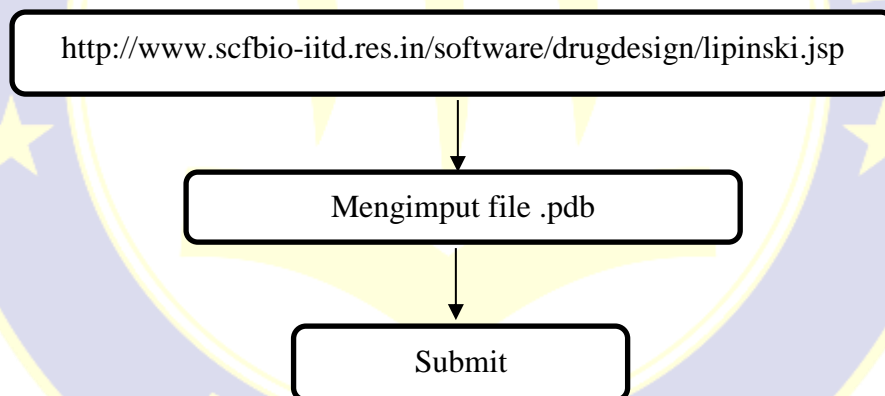 http://www.scfbio-iitd.res.in/software/drugdesign/lipinski.jsp
Mengimput file .pdb
Submit